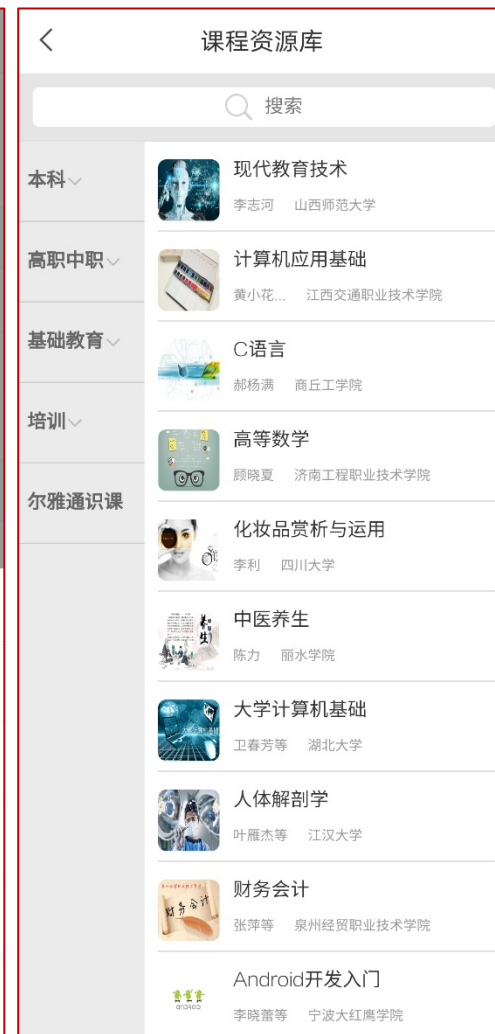 课程资源库
搜索
本科
高职中职
基础教育
培训
尔雅通识课
现代教育技术
李志河 山西师范大学
计算机应用基础
黄小花... 江西交通职业技术学院
C语言
郝杨满 商丘工学院
高等数学
顾晓夏 济南工程职业技术学院
化妆品赏析与运用
李利 四川大学
中医养生
陈力 丽水学院
大学计算机基础
卫春芳等 湖北大学
人体解剖学
叶雁杰等 江汉大学
财务会计
张萍等 泉州经贸职业技术学院
Android开发入门
李晓蕾等 宁波大红鹰学院
养生
财务会计